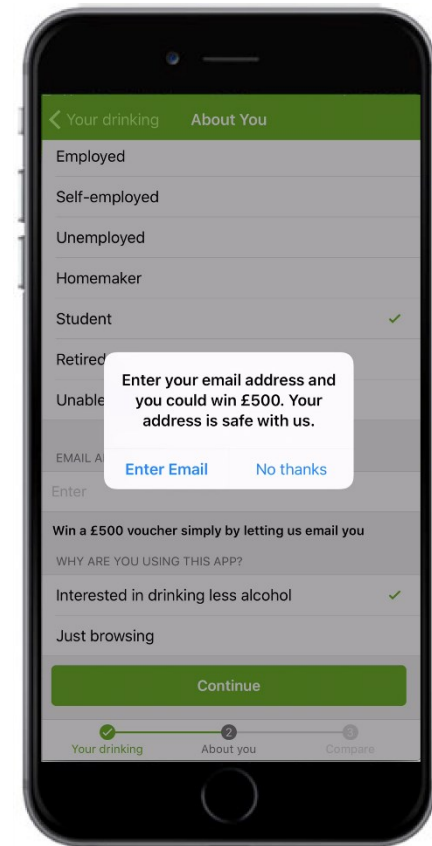 Your drinking About You
Employed
Self-employed
Unemployed
Homemaker
Student
Retired
Unable
Enter your email address and
you could win £500. Your
address is safe with us.
Enter Email No thanks
EMAIL A
Enter
Win a £500 voucher simply by letting us email you
WHY ARE YOU USING THIS APP?
Interested in drinking less alcohol
Just browsing
Continue
2 3
Your drinking About you Compare